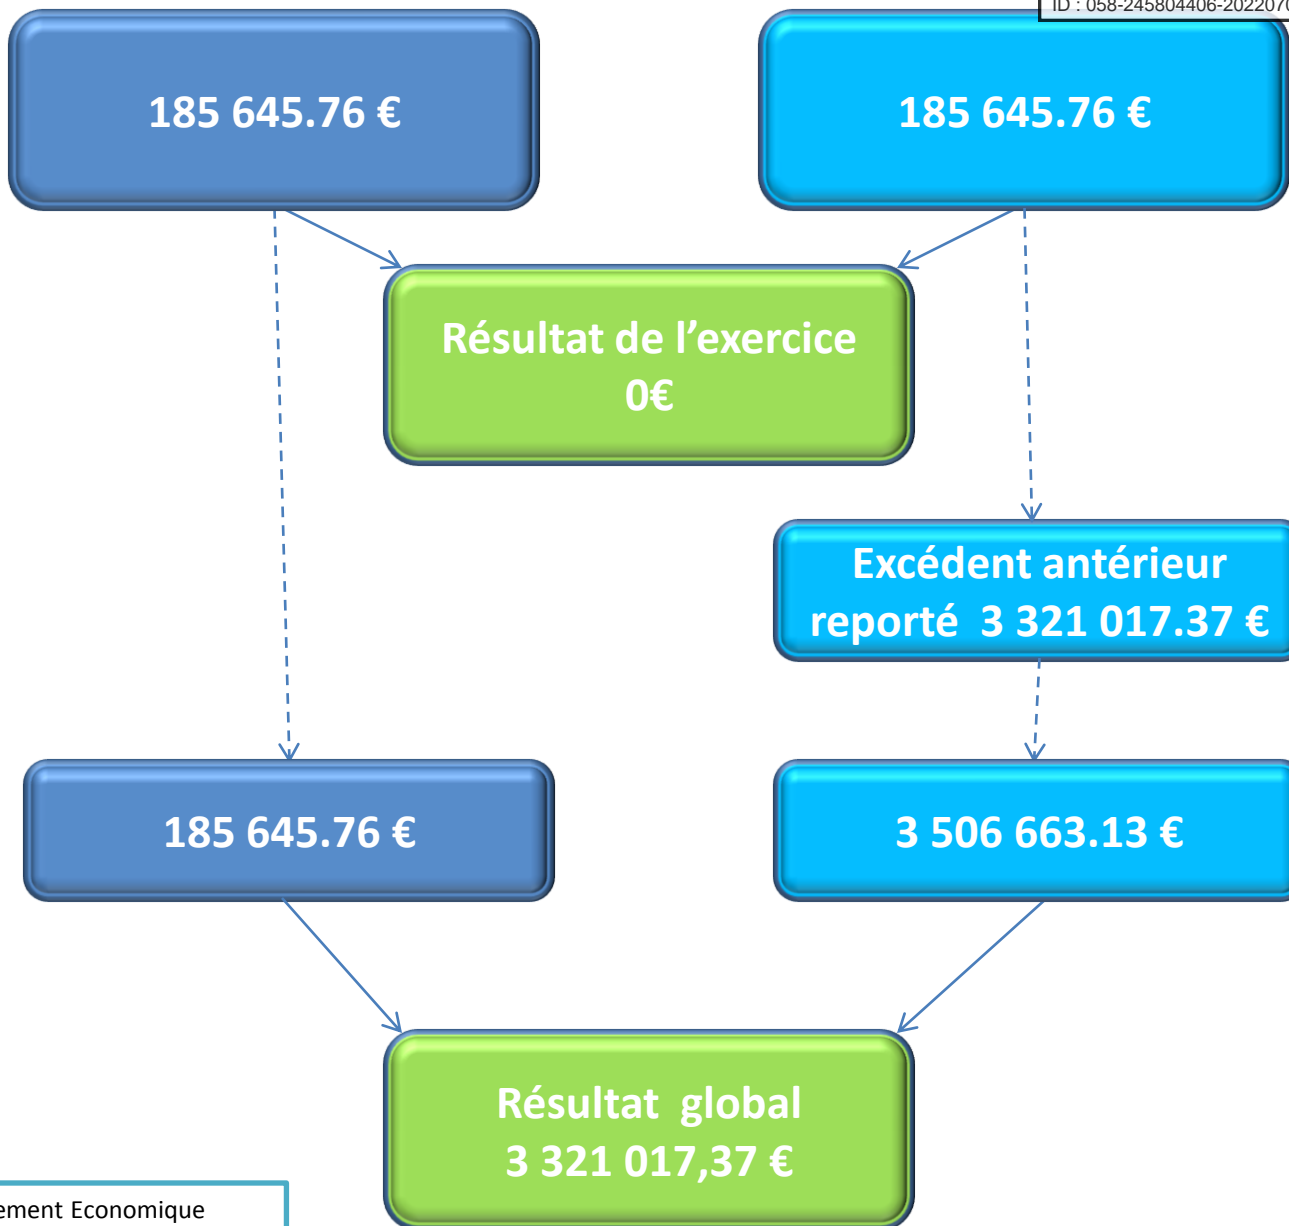 ID : 058-245804406-2022070
185 645.76 €
185 645.76 €
Résultat de l’exercice
0€
Excédent antérieur
reporté 3 321 017.37 €
185 645.76 €
3 506 663.13 €
Résultat global
3 321 017,37 €
ement Economique